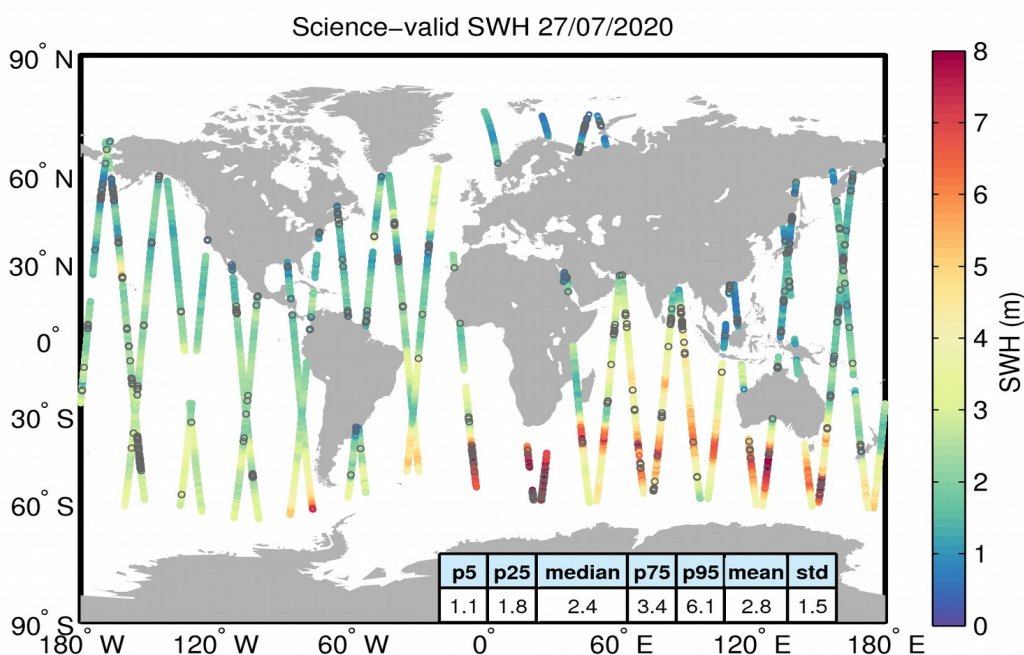 Science−valid SWH 27/07/2020
90° N
60° N
30° N
0°
30° S
60° S
90° S
180° W
120° W
60° W
0°
60° E
120° E
180° E
p5 p25 median p75 p95 mean std
1.1 1.8 2.4 3.4 6.1 2.8 1.5
8
7
6
5
4
3
2
1
0
SWH (m)